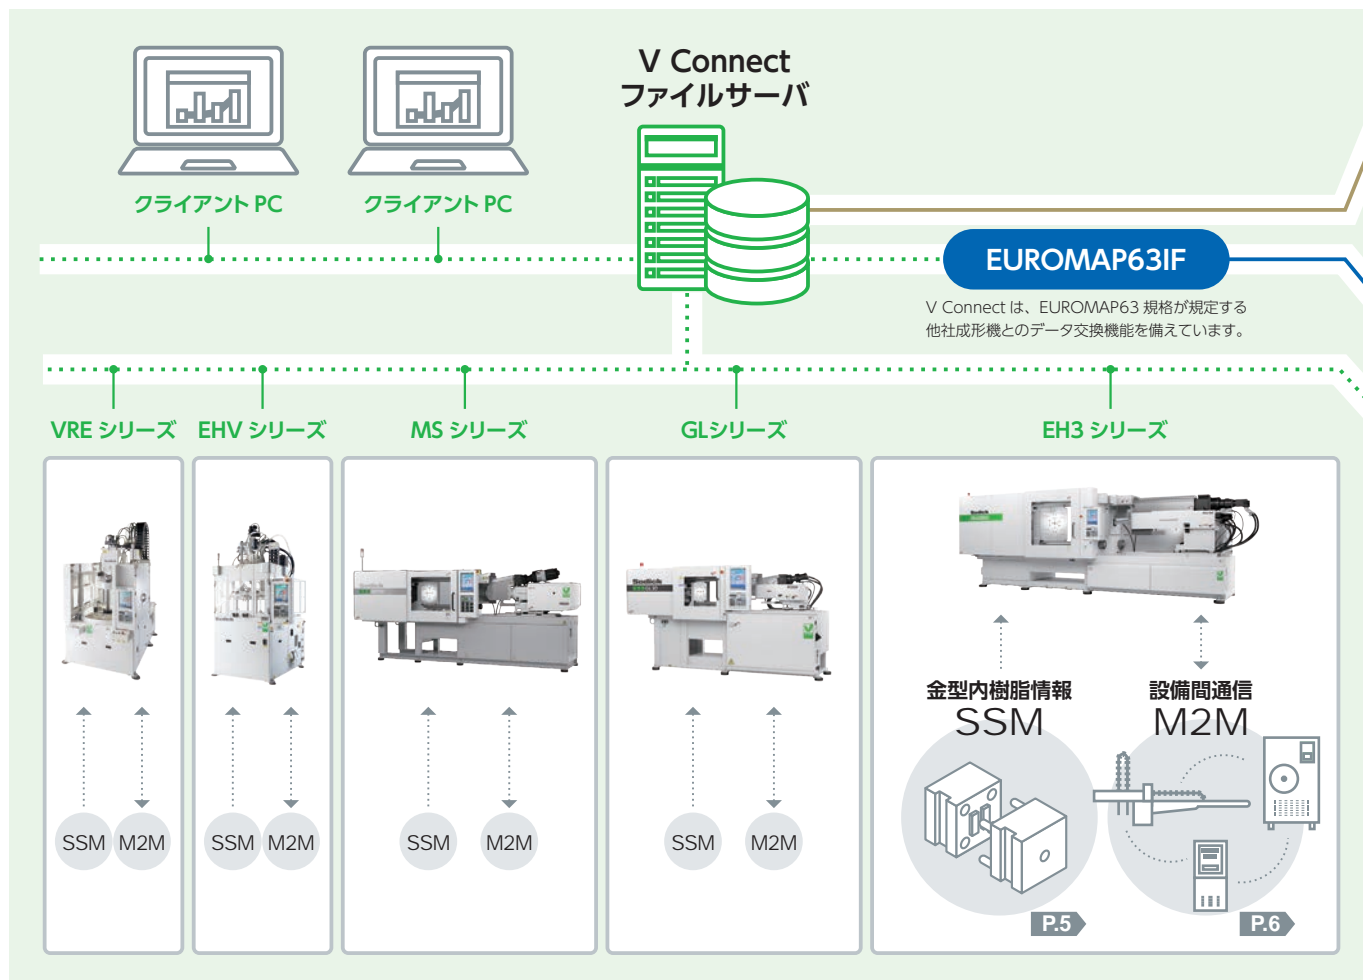 V Connect
ファイルサーバ
クライアント PC
クライアント PC
EUROMAP63IF
V Connect は、EUROMAP63 規格が規定する
他社成形機とのデータ交換機能を備えています。
VRE シリーズ
EHV シリーズ
MS シリーズ
GLシリーズ
EH3 シリーズ
Sodick
Sodick
金型内樹脂情報
SSM
設備間通信
M2M
SSM
M2M
SSM
M2M
SSM
M2M
SSM
M2M
P.5
P.6